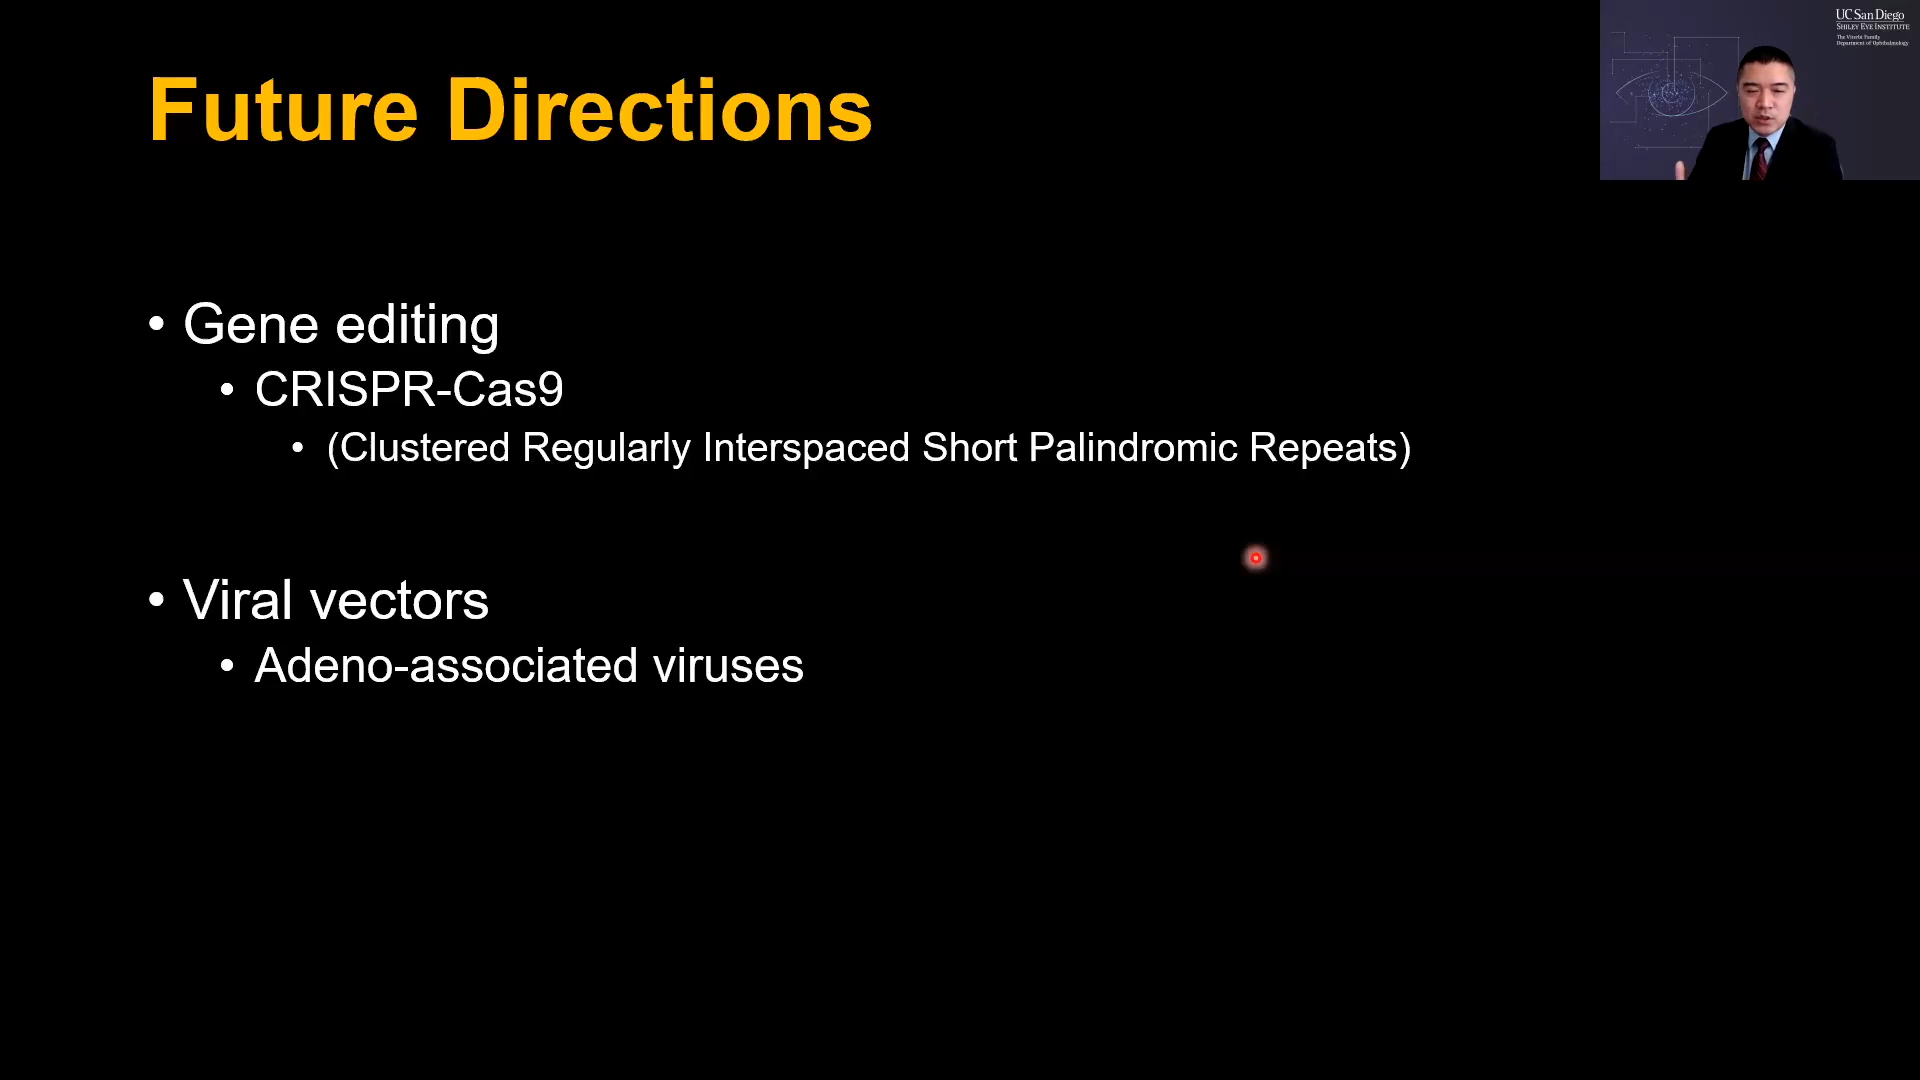 Future Directions
UC San Diego
SHILEY EYE INSTITUTE
The Viterbi Family
Department of Ophthalmology
• Gene editing
• CRISPR-Cas9
• (Clustered Regularly Interspaced Short Palindromic Repeats)
• Viral vectors
• Adeno-associated viruses